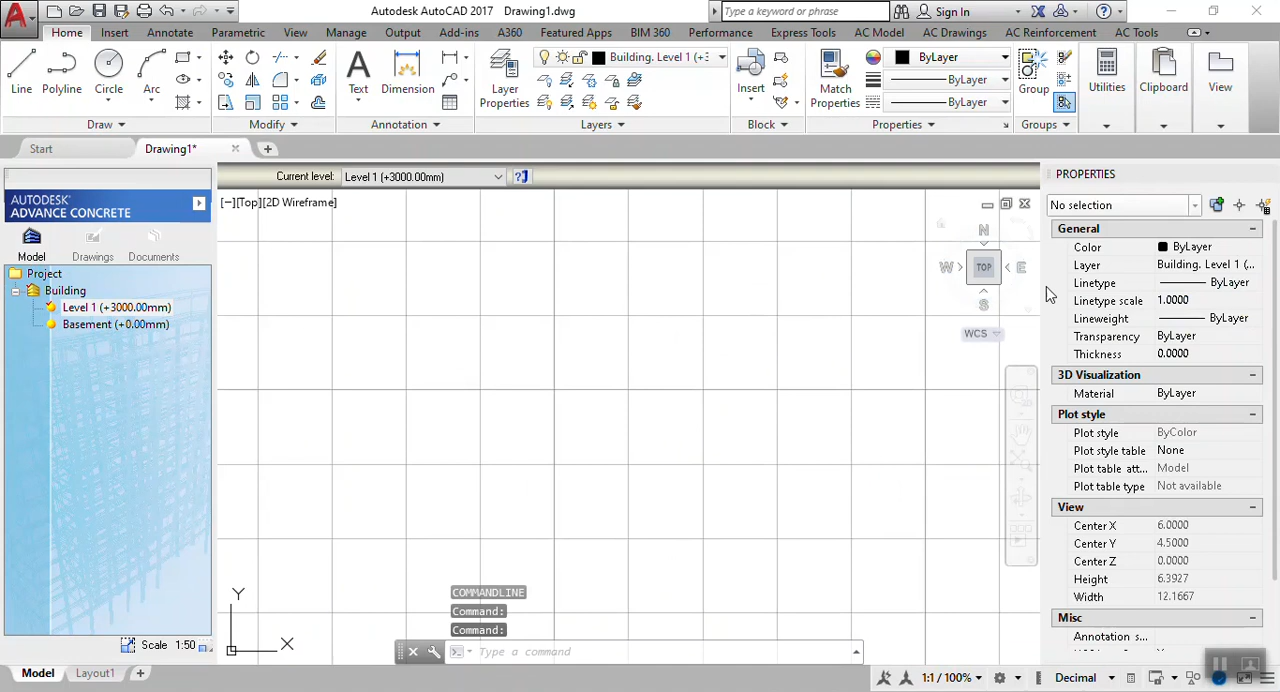 Autodesk AutoCAD 2017 Drawing1.dwg
Type a keyword or phrase
Sign In
Home Insert Annotate Parametric View Manage Output Add-ins A360 Featured Apps BIM 360 Performance Express Tools AC Model AC Drawings AC Reinforcement AC Tools
Line Polyline Circle Arc
Draw
Modify
Text Dimension
Annotation
Layer Properties
Building. Level 1 (+3
Layers
Insert
Block
Match Properties
ByLayer
ByLayer
ByLayer
Properties
Group
Groups
Utilities
Clipboard
View
Start
Drawing1*
AUTODESK
ADVANCE CONCRETE
Model Drawings Documents
Project
Building
Level 1 (+3000.00mm)
Basement (+0.00mm)
Scale 1:50
Current level: Level 1 (+3000.00mm)
[−][Top][2D Wireframe]
N
W TOP E
S
WCS
Y
X
COMMANDLINE
Command:
Command:
Type a command
PROPERTIES
No selection
General
Color ByLayer
Layer Building. Level 1 (...
Linetype ByLayer
Linetype scale 1.0000
Lineweight ByLayer
Transparency ByLayer
Thickness 0.0000
3D Visualization
Material ByLayer
Plot style
Plot style ByColor
Plot style table None
Plot table att... Model
Plot table type Not available
View
Center X 6.0000
Center Y 4.5000
Center Z 0.0000
Height 6.3927
Width 12.1667
Misc
Annotation s...
Model Layout1
1:1 / 100%
Decimal